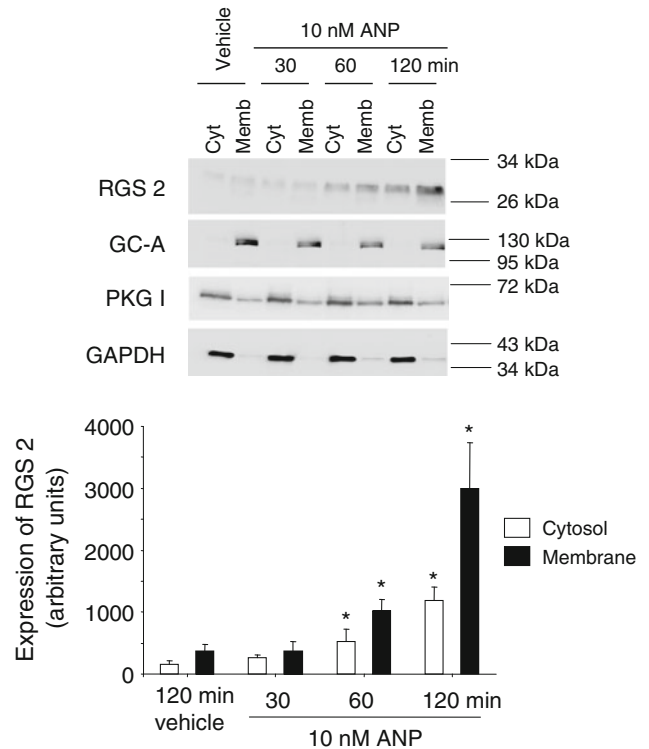 Vehicle
10 nM ANP
30 60 120 min
Cyt Memb Cyt Memb Cyt Memb Cyt Memb
RGS 2
34 kDa
26 kDa
GC-A
130 kDa
95 kDa
PKG I
72 kDa
GAPDH
43 kDa
34 kDa
Expression of RGS 2
(arbitrary units)
4000
3000
2000
1000
0
* * * *
Cytosol
Membrane
120 min
vehicle
30 60 120 min
10 nM ANP